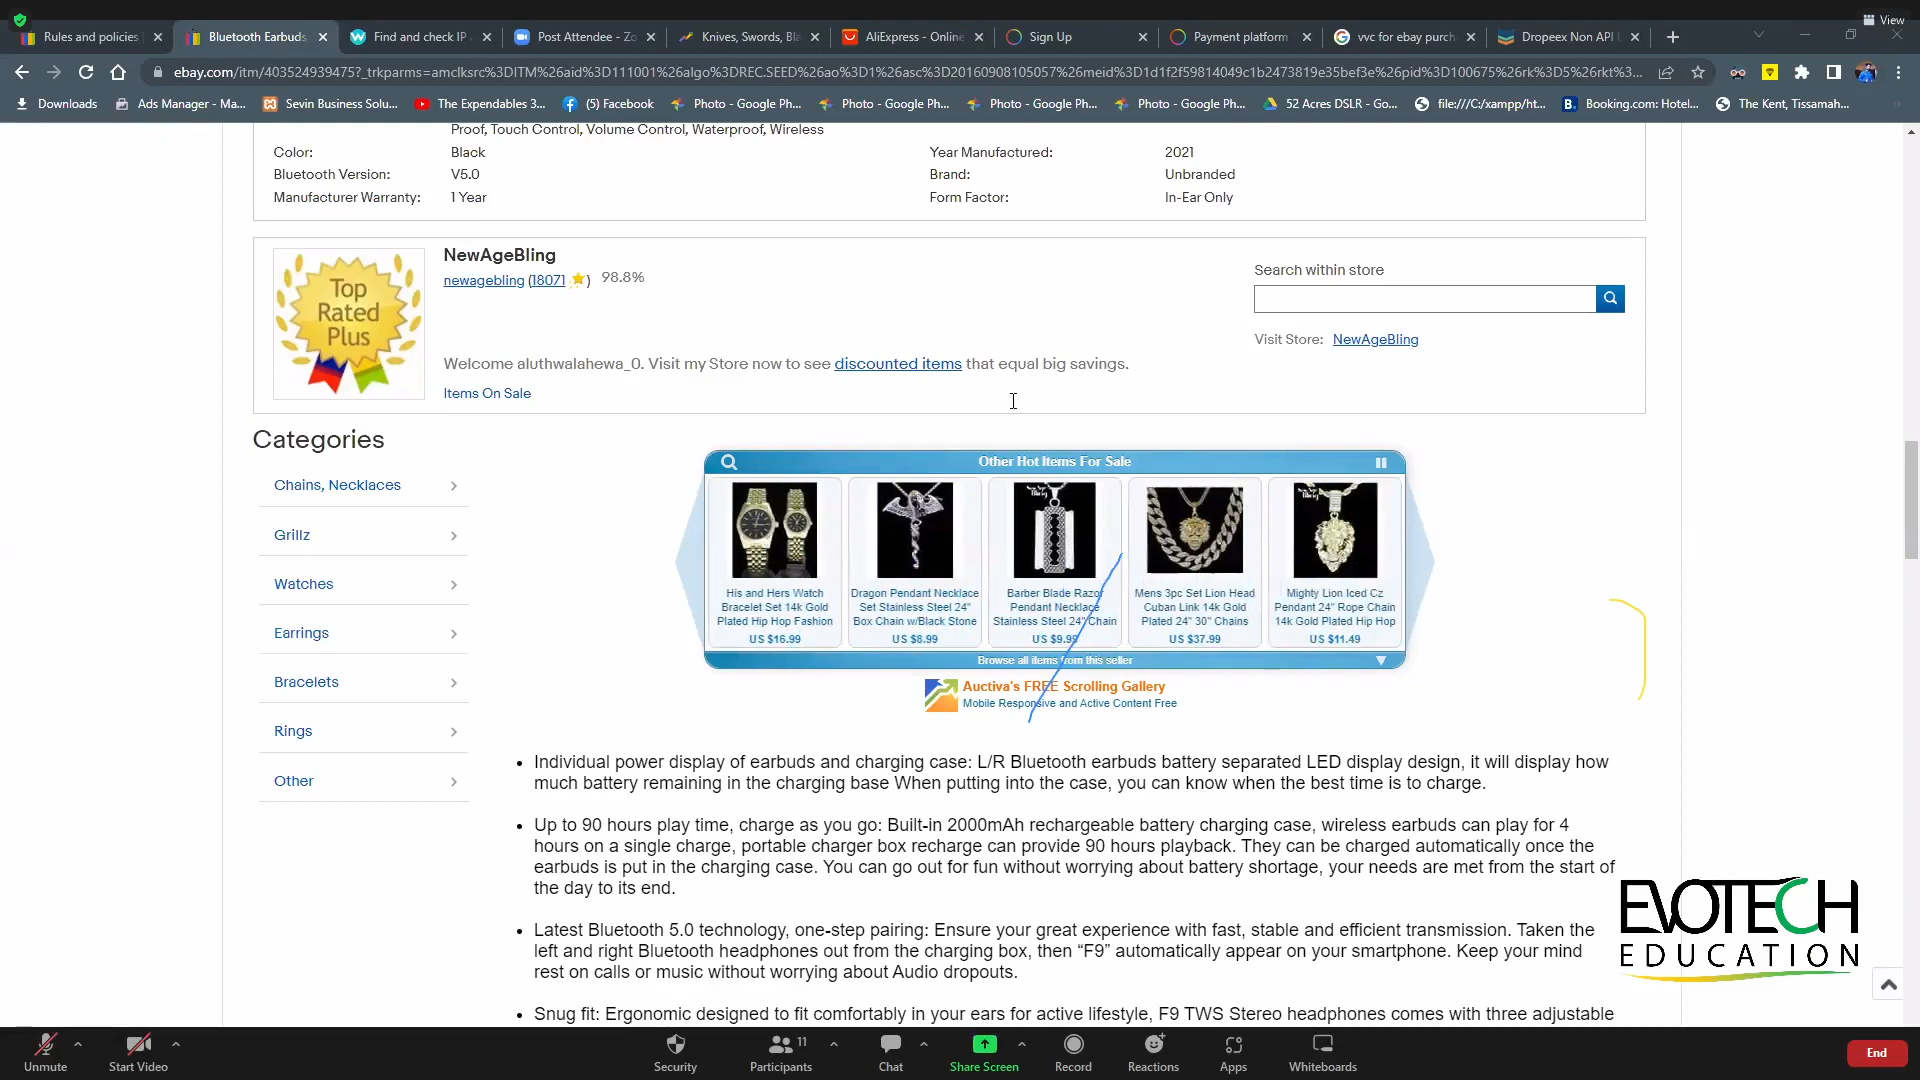 View
Rules and policies
Bluetooth Earbuds
Find and check IP
Post Attendee - Zo
Knives, Swords, Bla
AliExpress - Online
Sign Up
Payment platform
vvc for ebay purch
Dropeex Non API
ebay.com/itm/403524939475?_trkparms=amclksrc%3DITM%26aid%3D111001%26algo%3DREC.SEED%26ao%3D1%26asc%3D20160908105057%26meid%3D1d1f2f59814049c1b2473819e35bef3e%26pid%3D100675%26rk%3D5%26rkt%3...
Downloads
Ads Manager - Ma...
Sevin Business Solu...
The Expendables 3...
(5) Facebook
Photo - Google Ph...
Photo - Google Ph...
Photo - Google Ph...
Photo - Google Ph...
52 Acres DSLR - Go...
file:///C:/xampp/ht...
Booking.com: Hotel...
The Kent, Tissamah...
Proof, Touch Control, Volume Control, Waterproof, Wireless
Color: Black Year Manufactured: 2021
Bluetooth Version: V5.0 Brand: Unbranded
Manufacturer Warranty: 1 Year Form Factor: In-Ear Only
Top
Rated
Plus
NewAgeBling
newagebling (18071 ) 98.8%
Welcome aluthwalahewa_0. Visit my Store now to see discounted items that equal big savings.
Items On Sale
Search within store
Visit Store: NewAgeBling
Categories
Chains, Necklaces
Grillz
Watches
Earrings
Bracelets
Rings
Other
Other Hot Items For Sale
His and Hers Watch
Bracelet Set 14k Gold
Plated Hip Hop Fashion
US $16.99
Dragon Pendant Necklace
Set Stainless Steel 24"
Box Chain w/Black Stone
US $8.99
Barber Blade Razor
Pendant Necklace
Stainless Steel 24" Chain
US $9.99
Mens 3pc Set Lion Head
Cuban Link 14k Gold
Plated 24" 30" Chains
US $37.99
Mighty Lion Iced Cz
Pendant 24" Rope Chain
14k Gold Plated Hip Hop
US $11.49
Browse all items from this seller
Auctiva's FREE Scrolling Gallery
Mobile Responsive and Active Content Free
• Individual power display of earbuds and charging case: L/R Bluetooth earbuds battery separated LED display design, it will display how
much battery remaining in the charging base When putting into the case, you can know when the best time is to charge.
• Up to 90 hours play time, charge as you go: Built-in 2000mAh rechargeable battery charging case, wireless earbuds can play for 4
hours on a single charge, portable charger box recharge can provide 90 hours playback. They can be charged automatically once the
earbuds is put in the charging case. You can go out for fun without worrying about battery shortage, your needs are met from the start of
the day to its end.
• Latest Bluetooth 5.0 technology, one-step pairing: Ensure your great experience with fast, stable and efficient transmission. Taken the
left and right Bluetooth headphones out from the charging box, then “F9” automatically appear on your smartphone. Keep your mind
rest on calls or music without worrying about Audio dropouts.
• Snug fit: Ergonomic designed to fit comfortably in your ears for active lifestyle, F9 TWS Stereo headphones comes with three adjustable
EVOTECH
EDUCATION
Unmute
Start Video
Security
Participants
11
Chat
Share Screen
Record
Reactions
Apps
Whiteboards
End